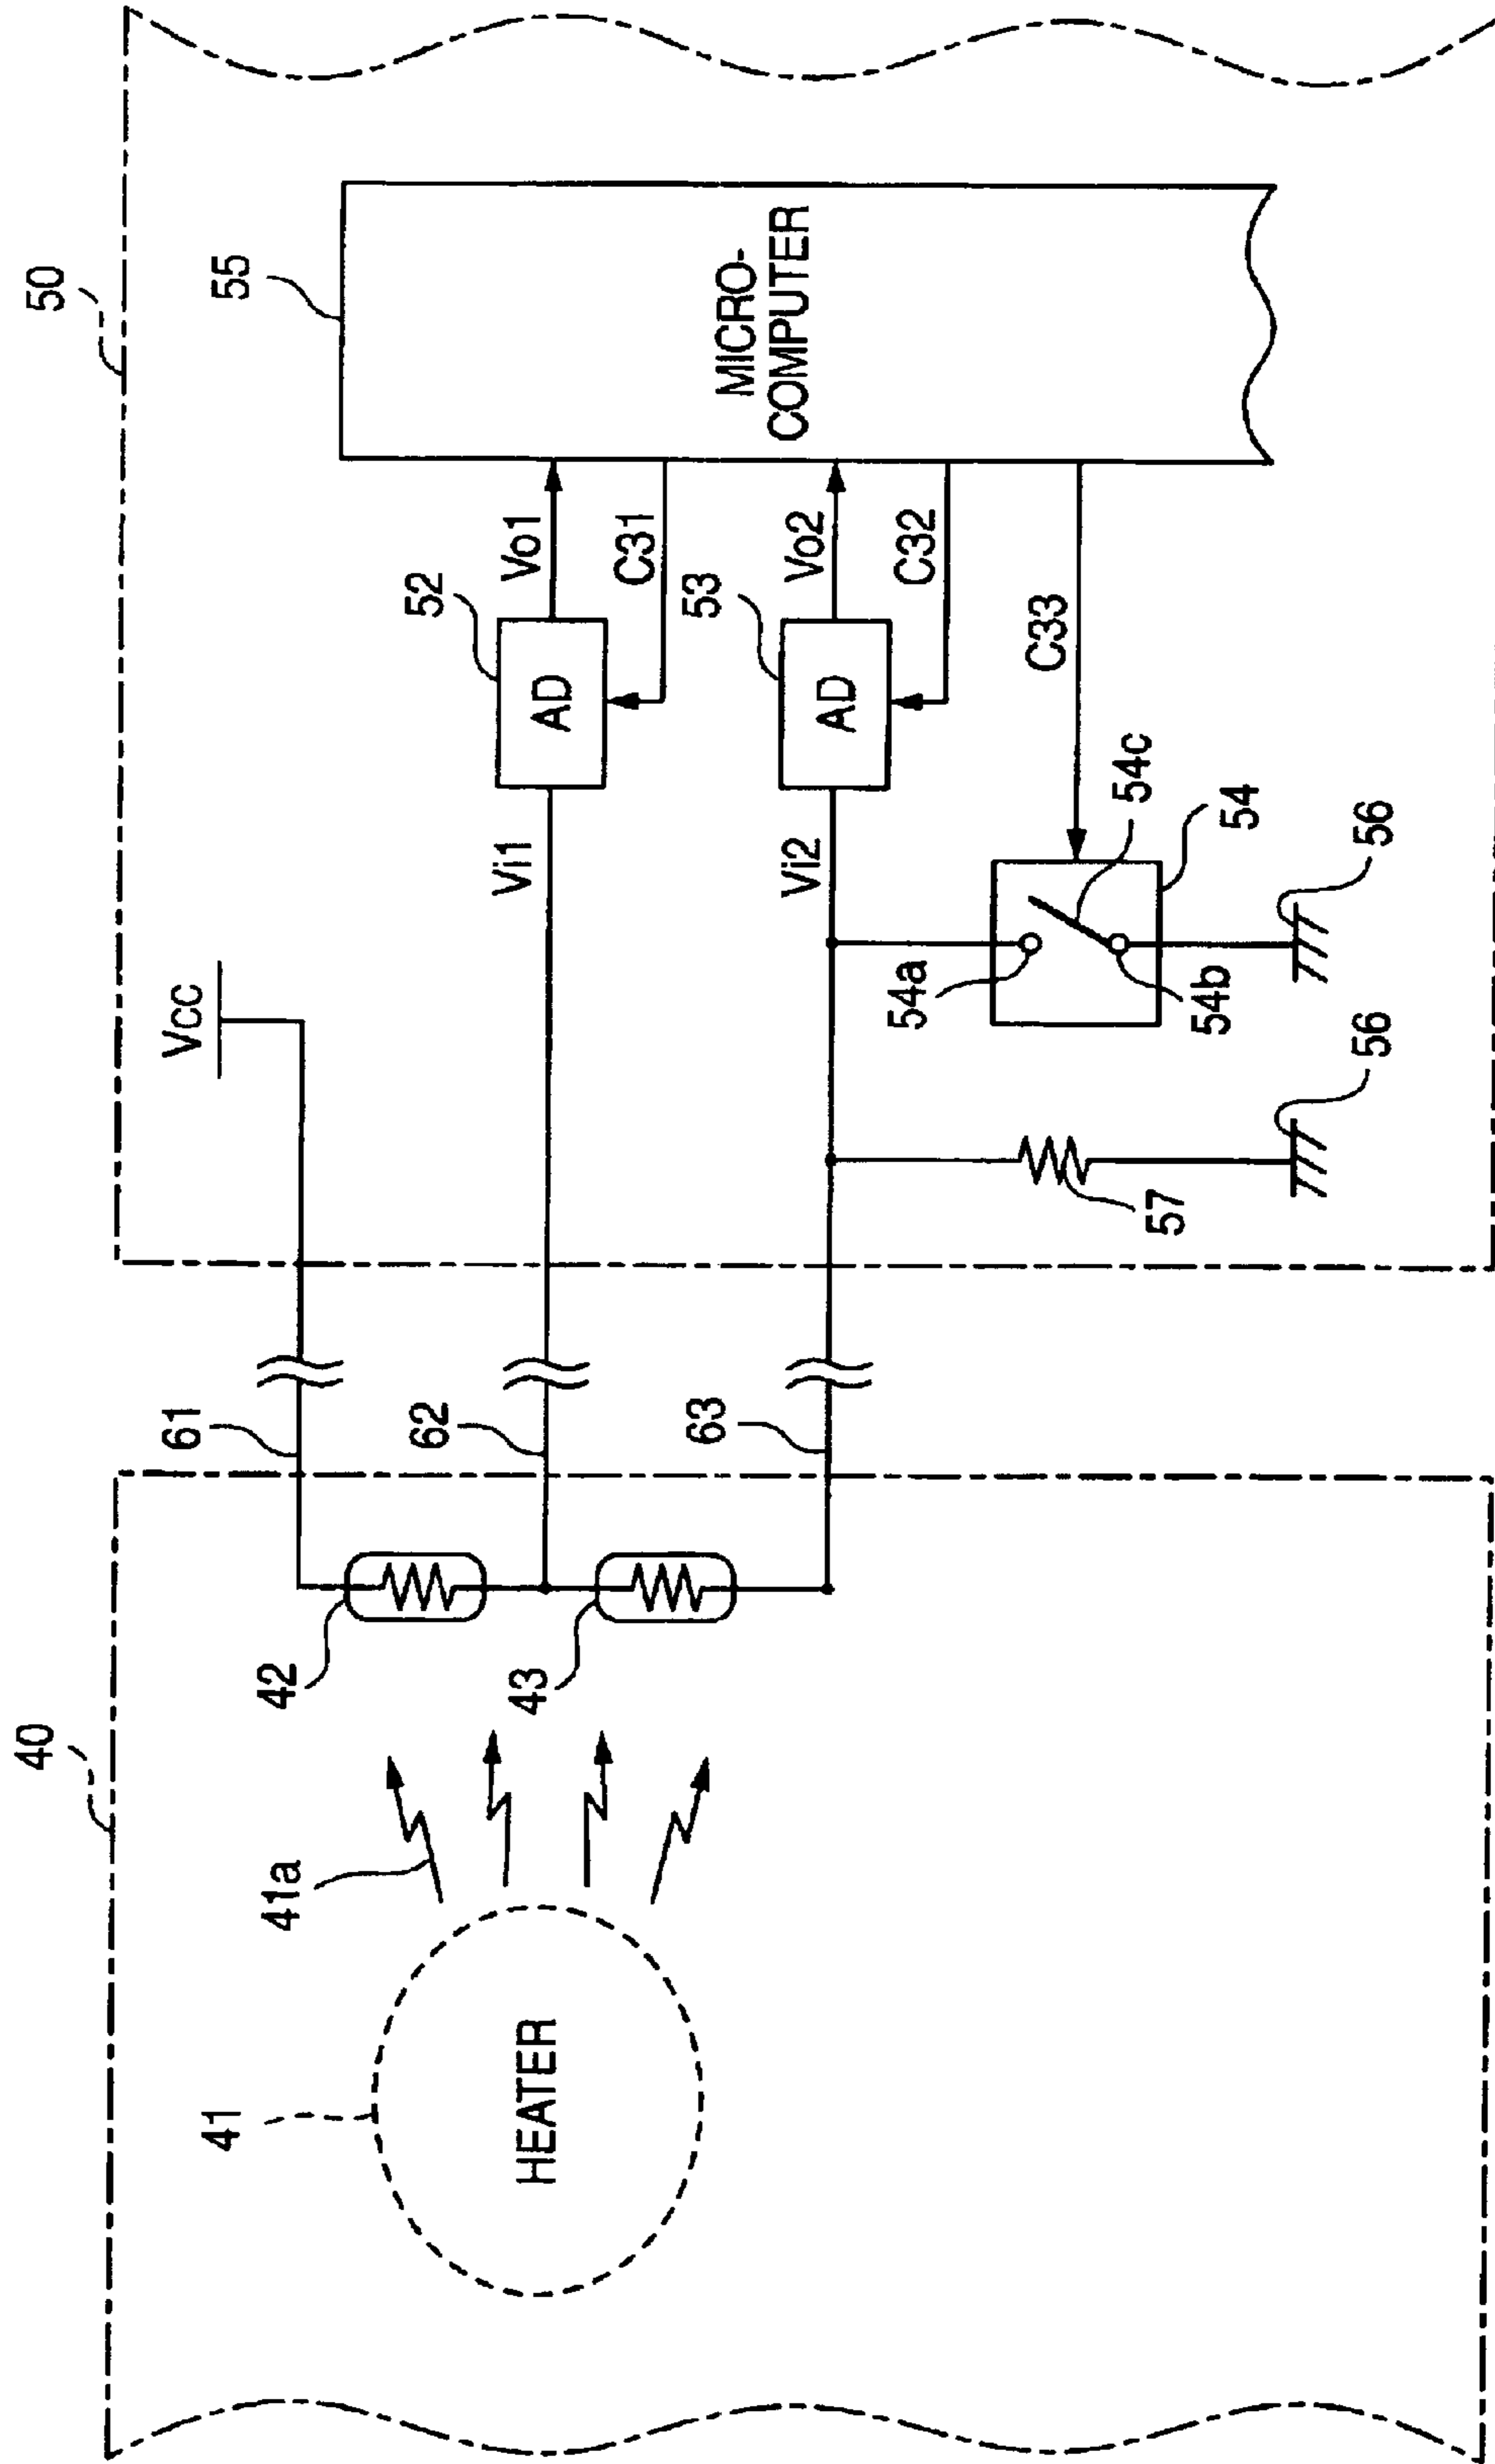 40
50
41
HEATER
41a
42
43
61
62
63
Vcc
Vi1
Vi2
52
AD
Vo1
C31
53
AD
Vo2
C32
C33
55
MICRO-
COMPUTER
54a
54b
54c
54
57
56
56